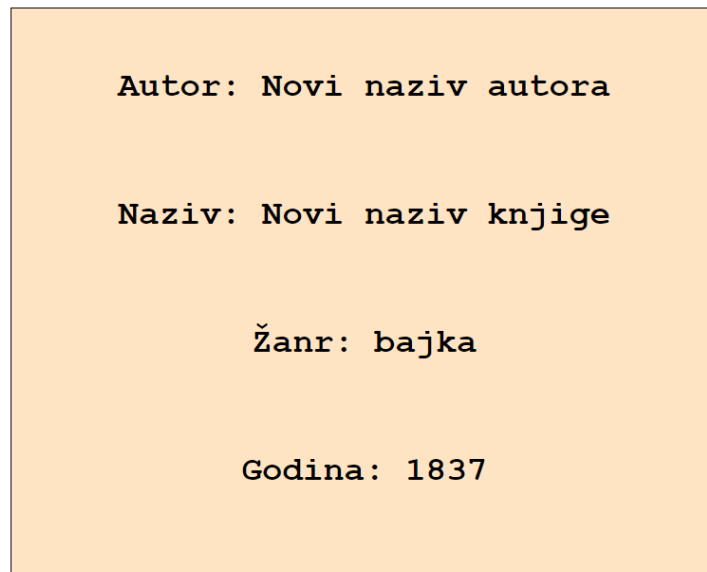 Autor: Novi naziv autora
Naziv: Novi naziv knjige
Žanr: bajka
Godina: 1837